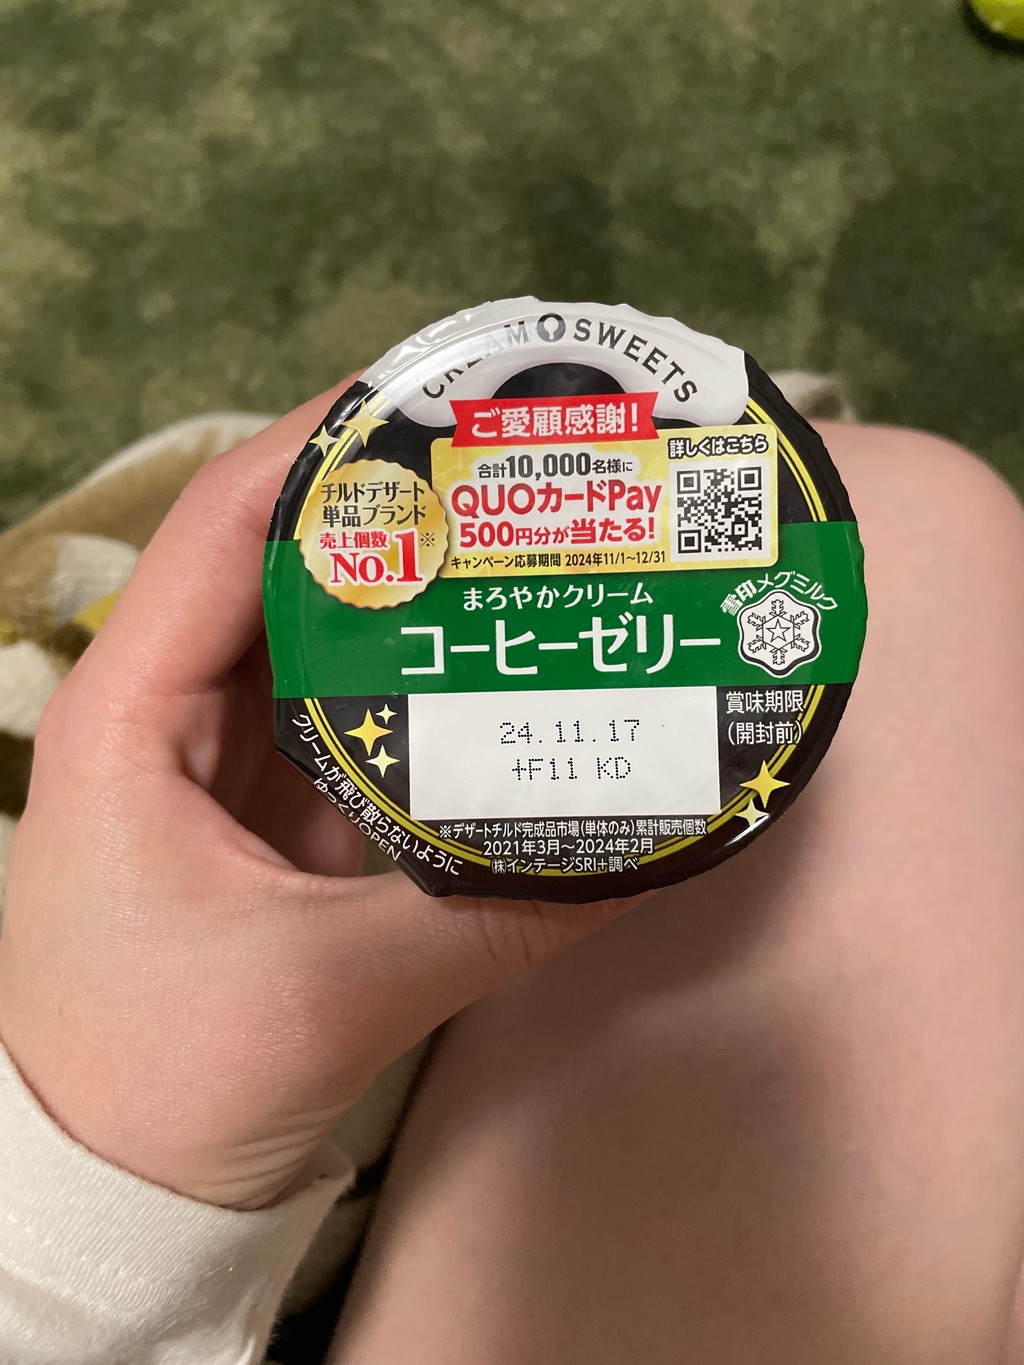 CREAM SWEETS
ご愛顧感謝!
合計10,000名様に
QUOカードPay
500円分が当たる!
キャンペーン応募期間 2024年11/1～12/31
詳しくはこちら
チルドデザート
単品ブランド
売上個数※
No.1
まろやかクリーム
コーヒーゼリー
雪印メグミルク
賞味期限
(開封前)
24.11.17
+F11 KD
クリームが飛び散らないように
ゆっくりOPEN
※デザートチルド完成品市場(単体のみ)累計販売個数
2021年3月～2024年2月
㈱インテージSRI+調べ